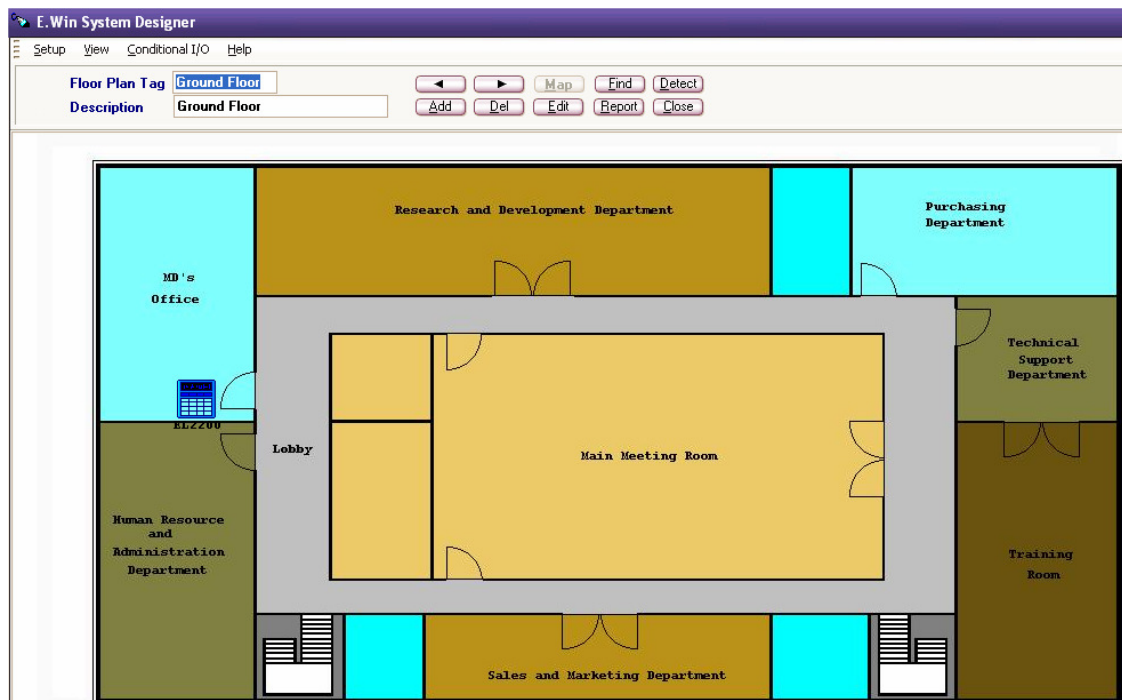 E.Win System Designer
Setup View Conditional I/O Help
Floor Plan Tag Ground Floor
Map Find Detect
Description Ground Floor
Add Del Edit Report Close
Research and Development Department
Purchasing
Department
MD's
Office
Technical
Support
Department
EL2200
Lobby
Main Meeting Room
Human Resource
and
Administration
Department
Training
Room
Sales and Marketing Department